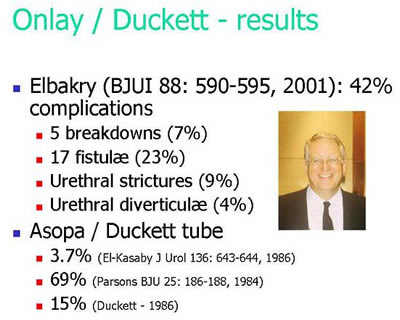 Onlay / Duckett - results
Elbakry (BJUI 88: 590-595, 2001): 42%
complications
5 breakdowns (7%)
17 fistulæ (23%)
Urethral strictures (9%)
Urethral diverticulæ (4%)
Asopa / Duckett tube
3.7% (El-Kasaby J Urol 136: 643-644, 1986)
69% (Parsons BJU 25: 186-188, 1984)
15% (Duckett - 1986)